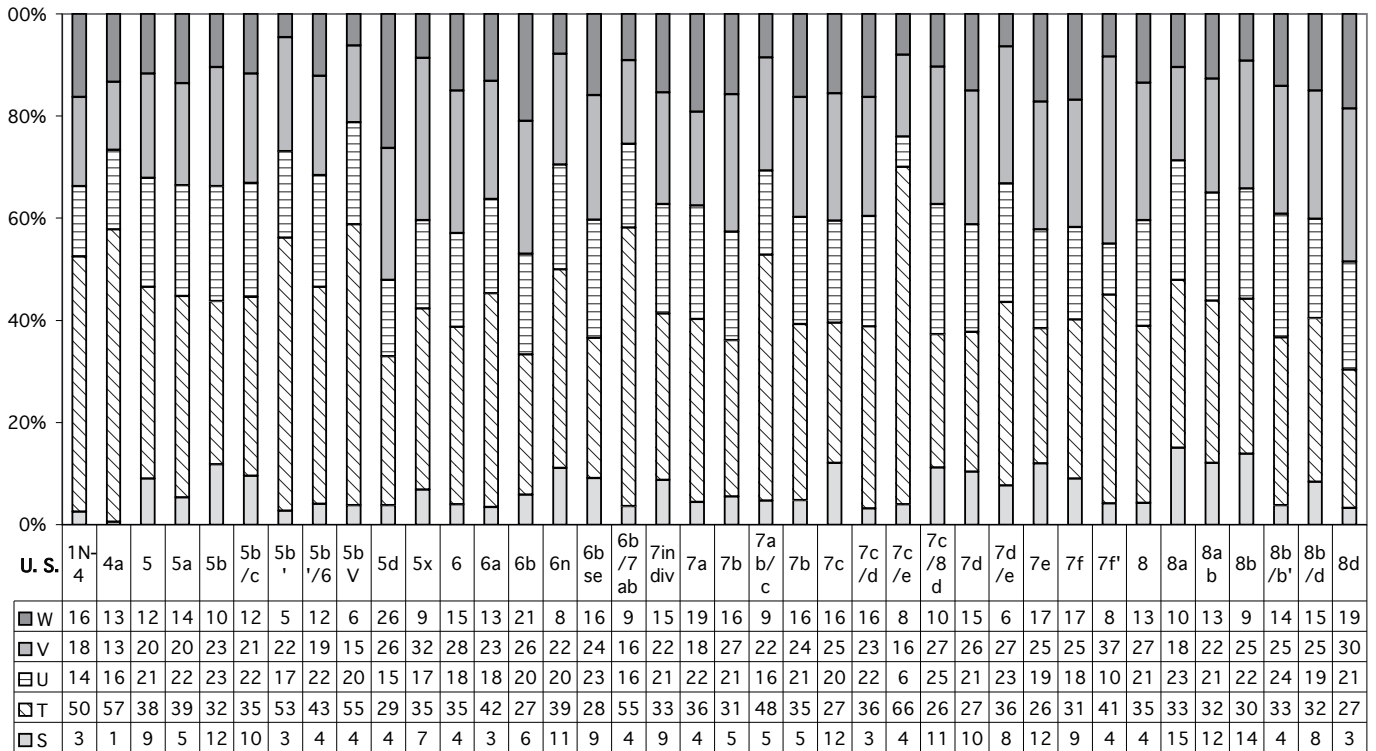 00%
80%
60%
40%
20%
0%
U. S. 1N-4 4a 5 5a 5b 5b/c 5b' 5b'/6 5bV 5d 5x 6 6a 6b 6n 6bse 6b/7ab 7indiv 7a 7b 7ab/c 7b 7c 7c/d 7c/e 7c/8d 7d 7d/e 7e 7f 7f' 8 8a 8ab 8b 8b/b' 8b/d 8d
W 16 13 12 14 10 12 5 12 6 26 9 15 13 21 8 16 9 15 19 16 9 16 16 16 8 10 15 6 17 17 8 13 10 13 9 14 15 19
V 18 13 20 20 23 21 22 19 15 26 32 28 23 26 22 24 16 22 18 27 22 24 25 23 16 27 26 27 25 25 37 27 18 22 25 25 25 30
U 14 16 21 22 23 22 17 22 20 15 17 18 18 20 20 23 16 21 22 21 16 21 20 22 6 25 21 23 19 18 10 21 23 21 22 24 19 21
T 50 57 38 39 32 35 53 43 55 29 35 35 42 27 39 28 55 33 36 31 48 35 27 36 66 26 27 36 26 31 41 35 33 32 30 33 32 27
S 3 1 9 5 12 10 3 4 4 4 7 4 3 6 11 9 4 9 4 5 5 5 12 3 4 11 10 8 12 9 4 4 15 12 14 4 8 3